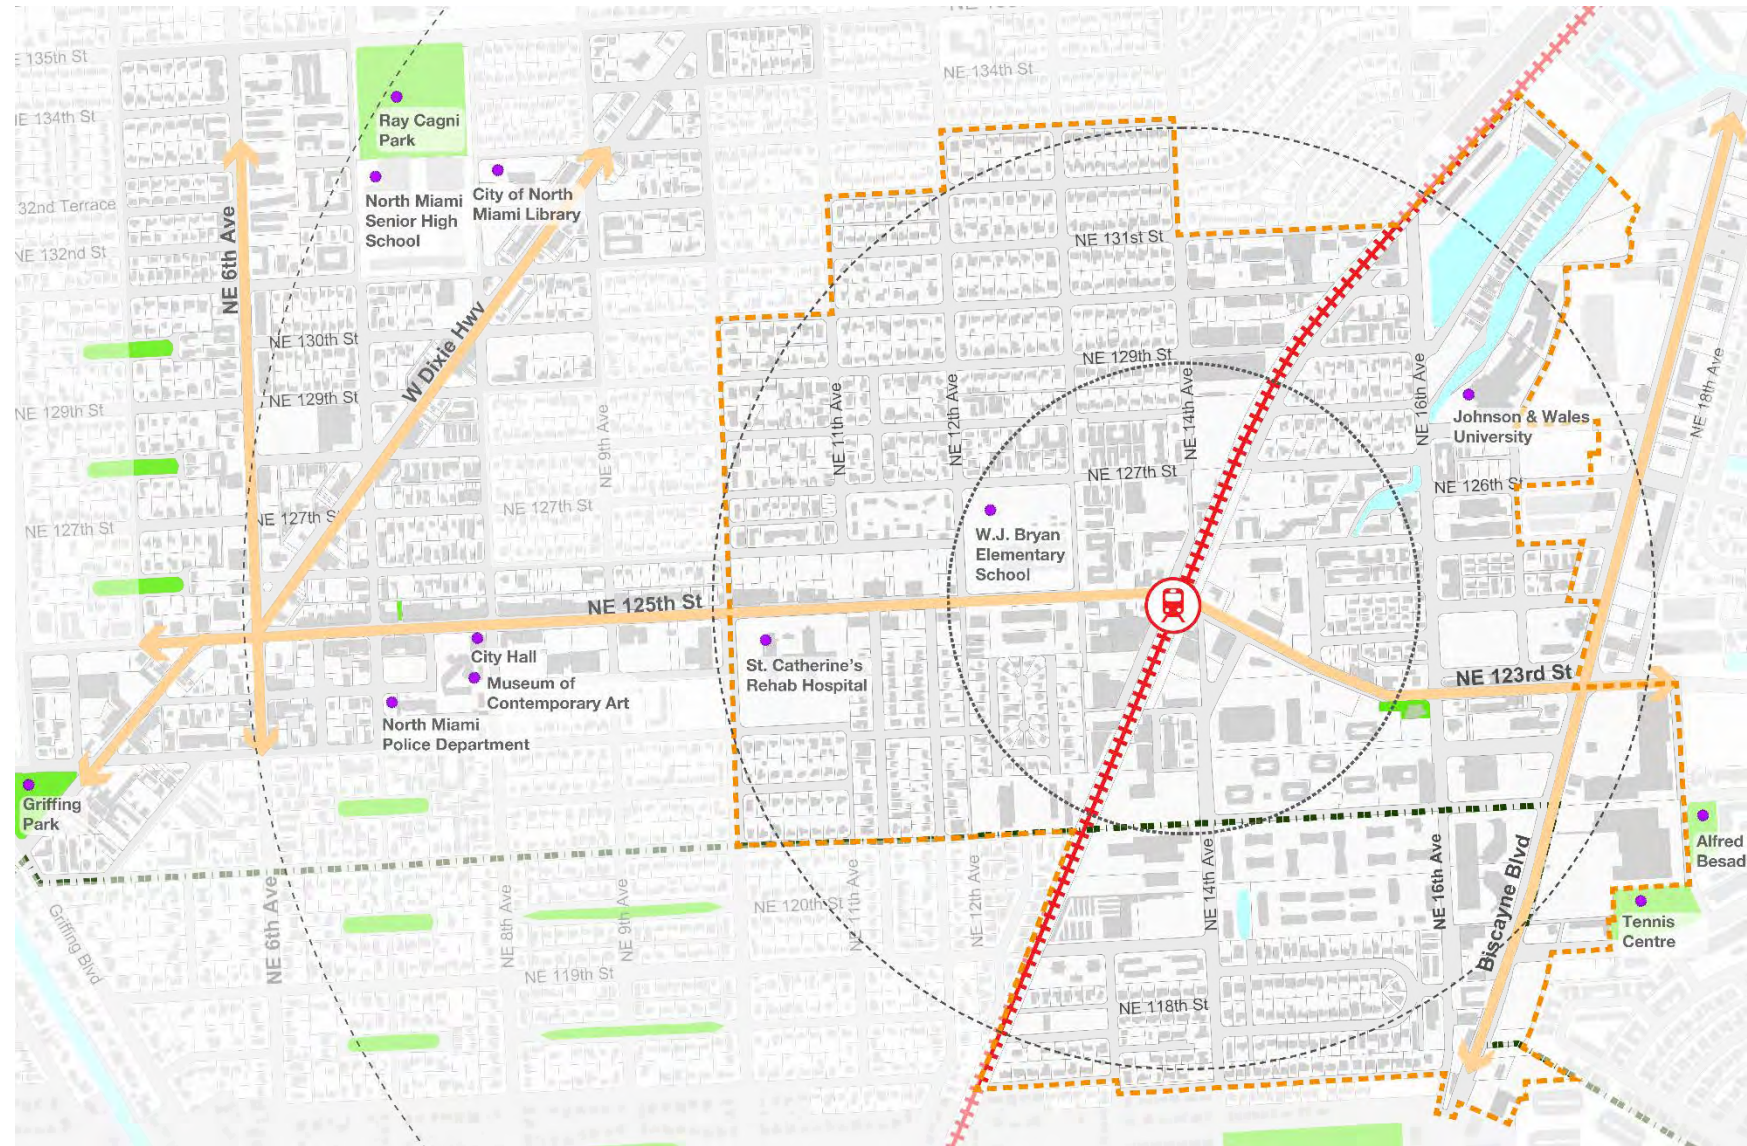 NE 135th St
NE 134th St
Ray Cagni
Park
NE 134th St
32nd Terrace
NE 132nd St
NE 6th Ave
North Miami
Senior High
School
City of North
Miami Library
NE 131st St
NE 130th St
W Dixie Hwy
NE 129th St
NE 129th St
NE 129th St
NE 9th Ave
NE 11th Ave
NE 12th Ave
NE 14th Ave
NE 16th Ave
NE 18th Ave
Johnson & Wales
University
NE 127th St
NE 126th St
NE 127th St
NE 127th S
NE 127th St
W.J. Bryan
Elementary
School
NE 125th St
City Hall
Museum of
Contemporary Art
North Miami
Police Department
St. Catherine's
Rehab Hospital
NE 123rd St
Griffing
Park
Alfred
Besad
Tennis
Centre
Griffing Blvd
NE 6th Ave
NE 8th Ave
NE 9th Ave
NE 120th St
NE 11th Ave
NE 12th Ave
NE 14th Ave
NE 16th Ave
Biscayne Blvd
NE 119th St
NE 118th St